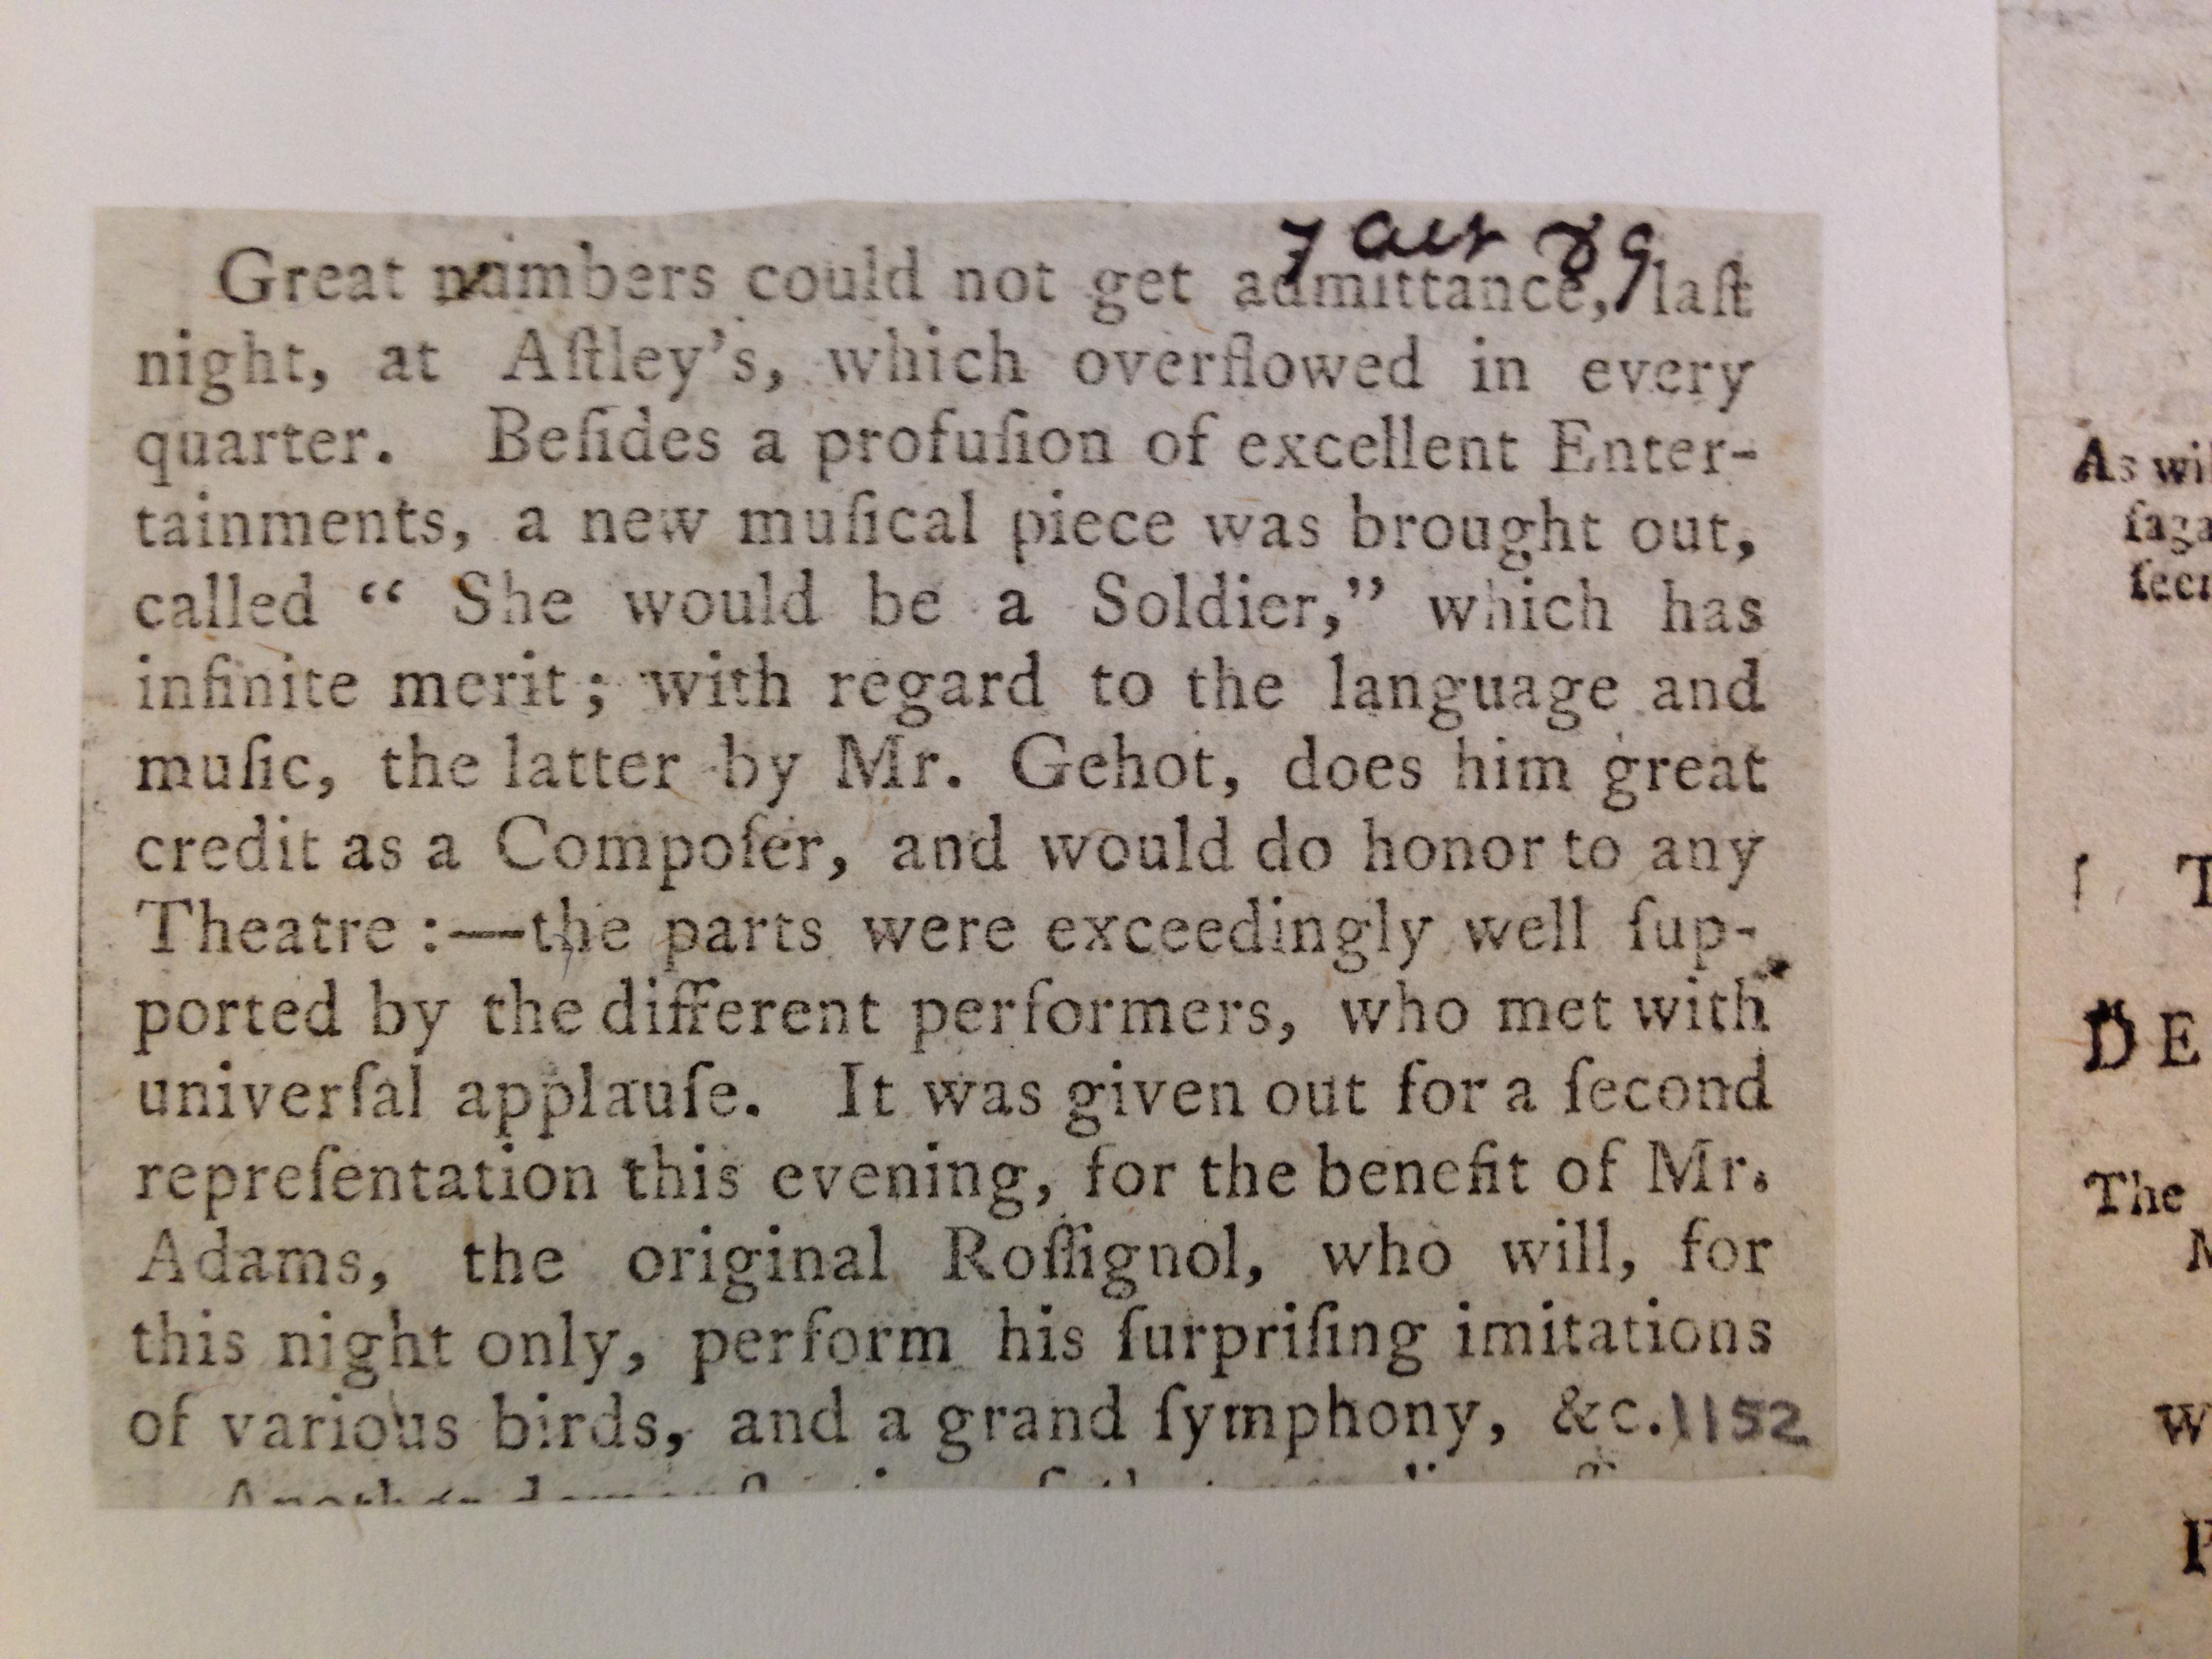 7 Oct 89
Great numbers could not get admittance, laſt
night, at Aſtley's, which overflowed in every
quarter. Beſides a profuſion of excellent Enter-
tainments, a new muſical piece was brought out,
called “ She would be a Soldier,” which has
infinite merit ; with regard to the language and
muſic, the latter by Mr. Gehot, does him great
credit as a Compoſer, and would do honor to any
Theatre :—the parts were exceedingly well ſup-
ported by the different performers, who met with
univerſal applauſe. It was given out for a ſecond
repreſentation this evening, for the benefit of Mr.
Adams, the original Roſſignol, who will, for
this night only, perform his ſurpriſing imitations
of various birds, and a grand ſymphony, &c.
1152
As
DE
The